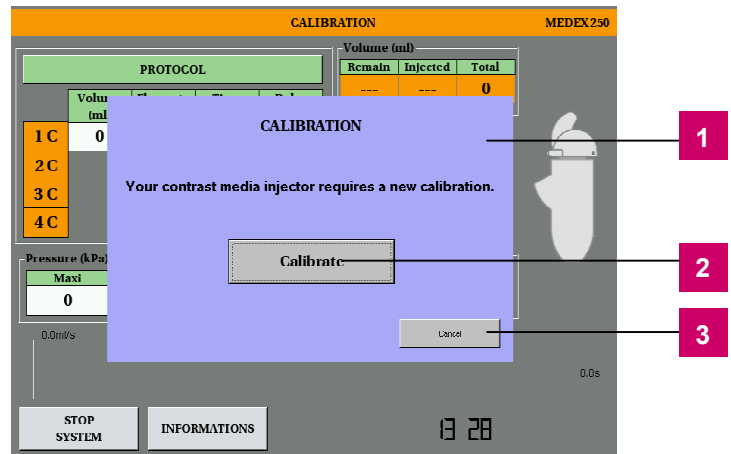 CALIBRATION MEDEX250
PROTOCOL
Volume (ml)
Remain Injected Total
--- --- 0
(ml
1 C 0
2 C
3 C
4 C
CALIBRATION
1
Your contrast media injector requires a new calibration.
Calibrate
2
Pressure (kPa)
Maxi
0
Cancel
3
0.0ml/s
0.0s
STOP
SYSTEM
INFORMATIONS
13 28